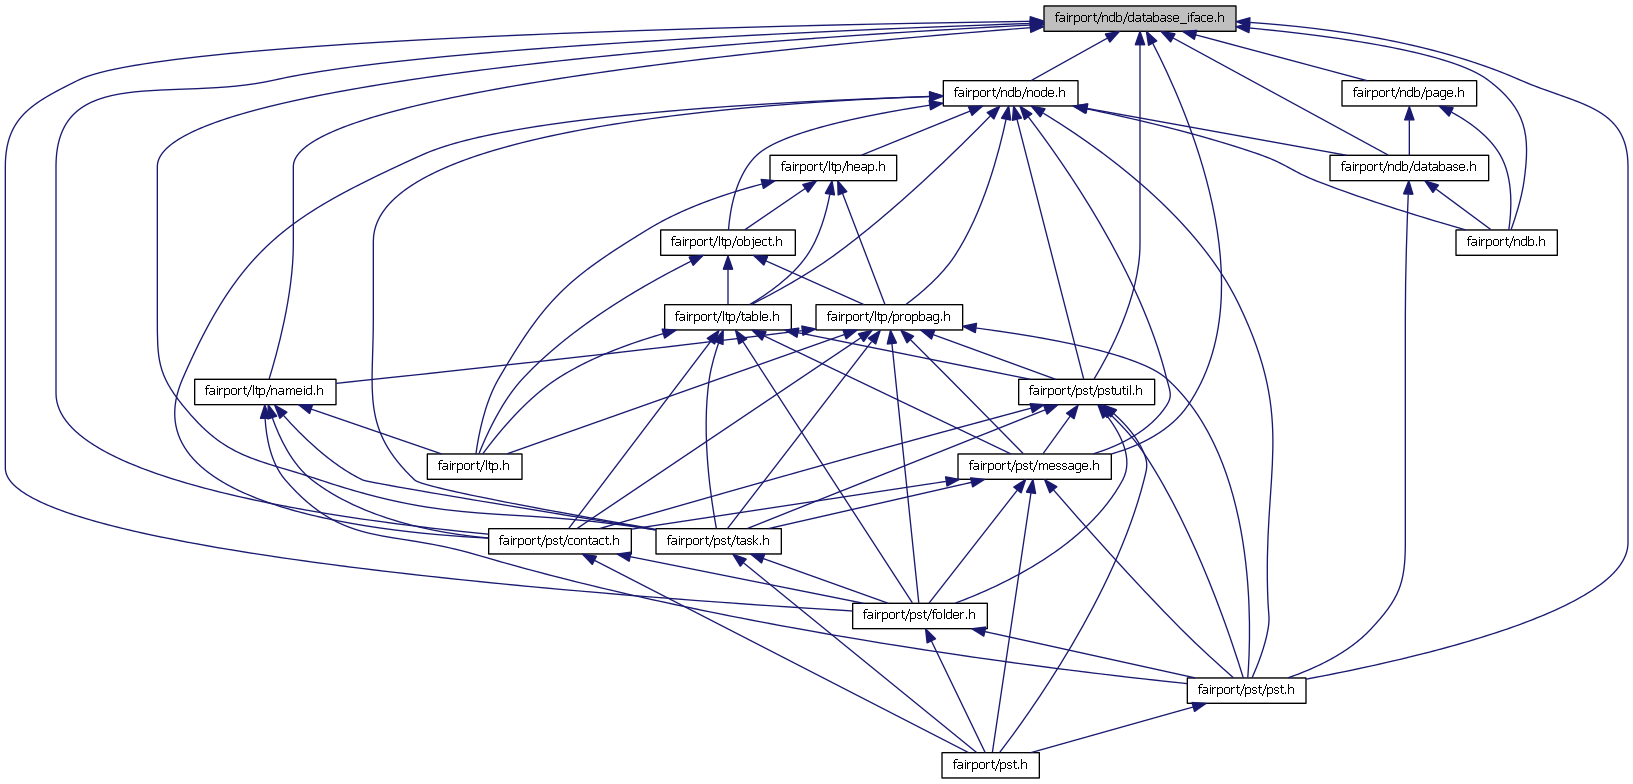 fairport/ndb/database_iface.h
fairport/ndb/node.h
fairport/ndb/page.h
fairport/ltp/heap.h
fairport/ndb/database.h
fairport/ltp/object.h
fairport/ndb.h
fairport/ltp/table.h
fairport/ltp/propbag.h
fairport/ltp/nameid.h
fairport/pst/pstutil.h
fairport/ltp.h
fairport/pst/message.h
fairport/pst/contact.h
fairport/pst/task.h
fairport/pst/folder.h
fairport/pst/pst.h
fairport/pst.h